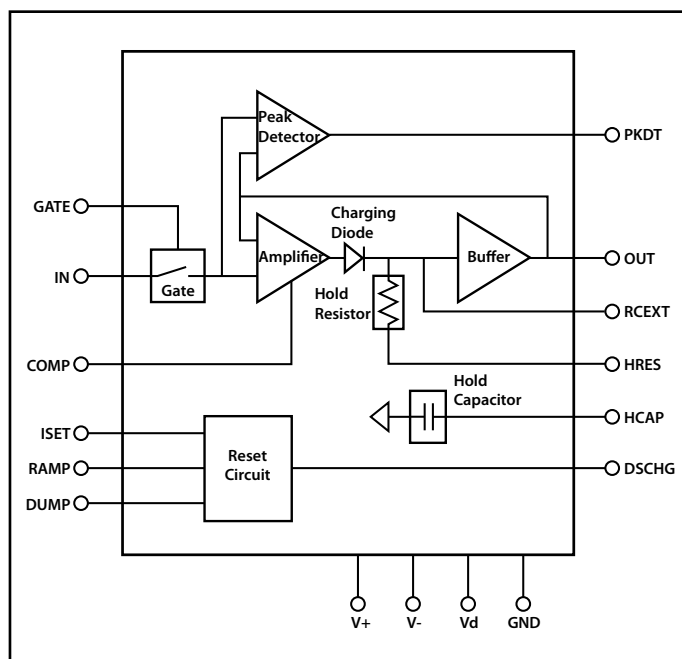 Peak
Detector
PKDT
GATE
Charging
Diode
Amplifier
Buffer
OUT
IN
Gate
Hold
Resistor
RCEXT
COMP
HRES
Hold
Capacitor
HCAP
ISET
Reset
Circuit
RAMP
DSCHG
DUMP
V+
V-
Vd
GND